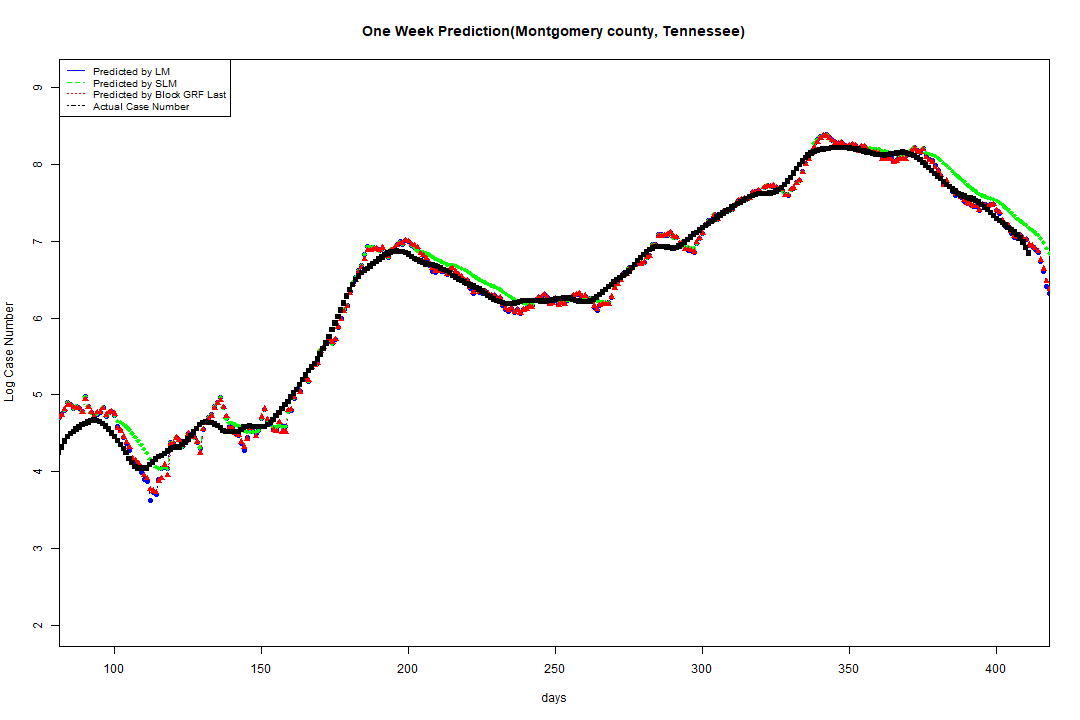 One Week Prediction(Montgomery county, Tennessee)
Predicted by LM
Predicted by SLM
Predicted by Block GRF Last
Actual Case Number
9
8
7
6
5
4
3
2
Log Case Number
100 150 200 250 300 350 400
days